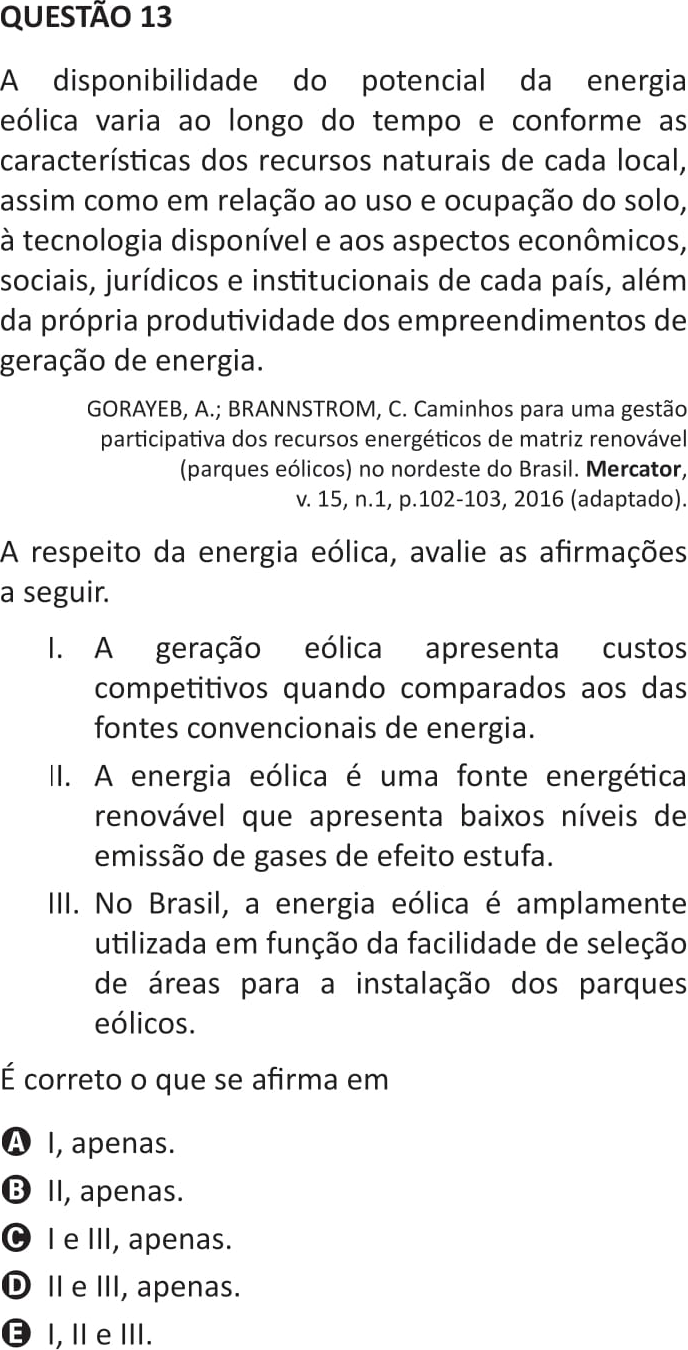 QUESTÃO 13
A disponibilidade do potencial da energia
eólica varia ao longo do tempo e conforme as
características dos recursos naturais de cada local,
assim como em relação ao uso e ocupação do solo,
à tecnologia disponível e aos aspectos econômicos,
sociais, jurídicos e institucionais de cada país, além
da própria produtividade dos empreendimentos de
geração de energia.
GORAYEB, A.; BRANNSTROM, C. Caminhos para uma gestão
participativa dos recursos energéticos de matriz renovável
(parques eólicos) no nordeste do Brasil. Mercator,
v. 15, n.1, p.102-103, 2016 (adaptado).
A respeito da energia eólica, avalie as afirmações
a seguir.
I. A geração eólica apresenta custos
competitivos quando comparados aos das
fontes convencionais de energia.
II. A energia eólica é uma fonte energética
renovável que apresenta baixos níveis de
emissão de gases de efeito estufa.
III. No Brasil, a energia eólica é amplamente
utilizada em função da facilidade de seleção
de áreas para a instalação dos parques
eólicos.
É correto o que se afirma em
A I, apenas.
B II, apenas.
C I e III, apenas.
D II e III, apenas.
E I, II e III.